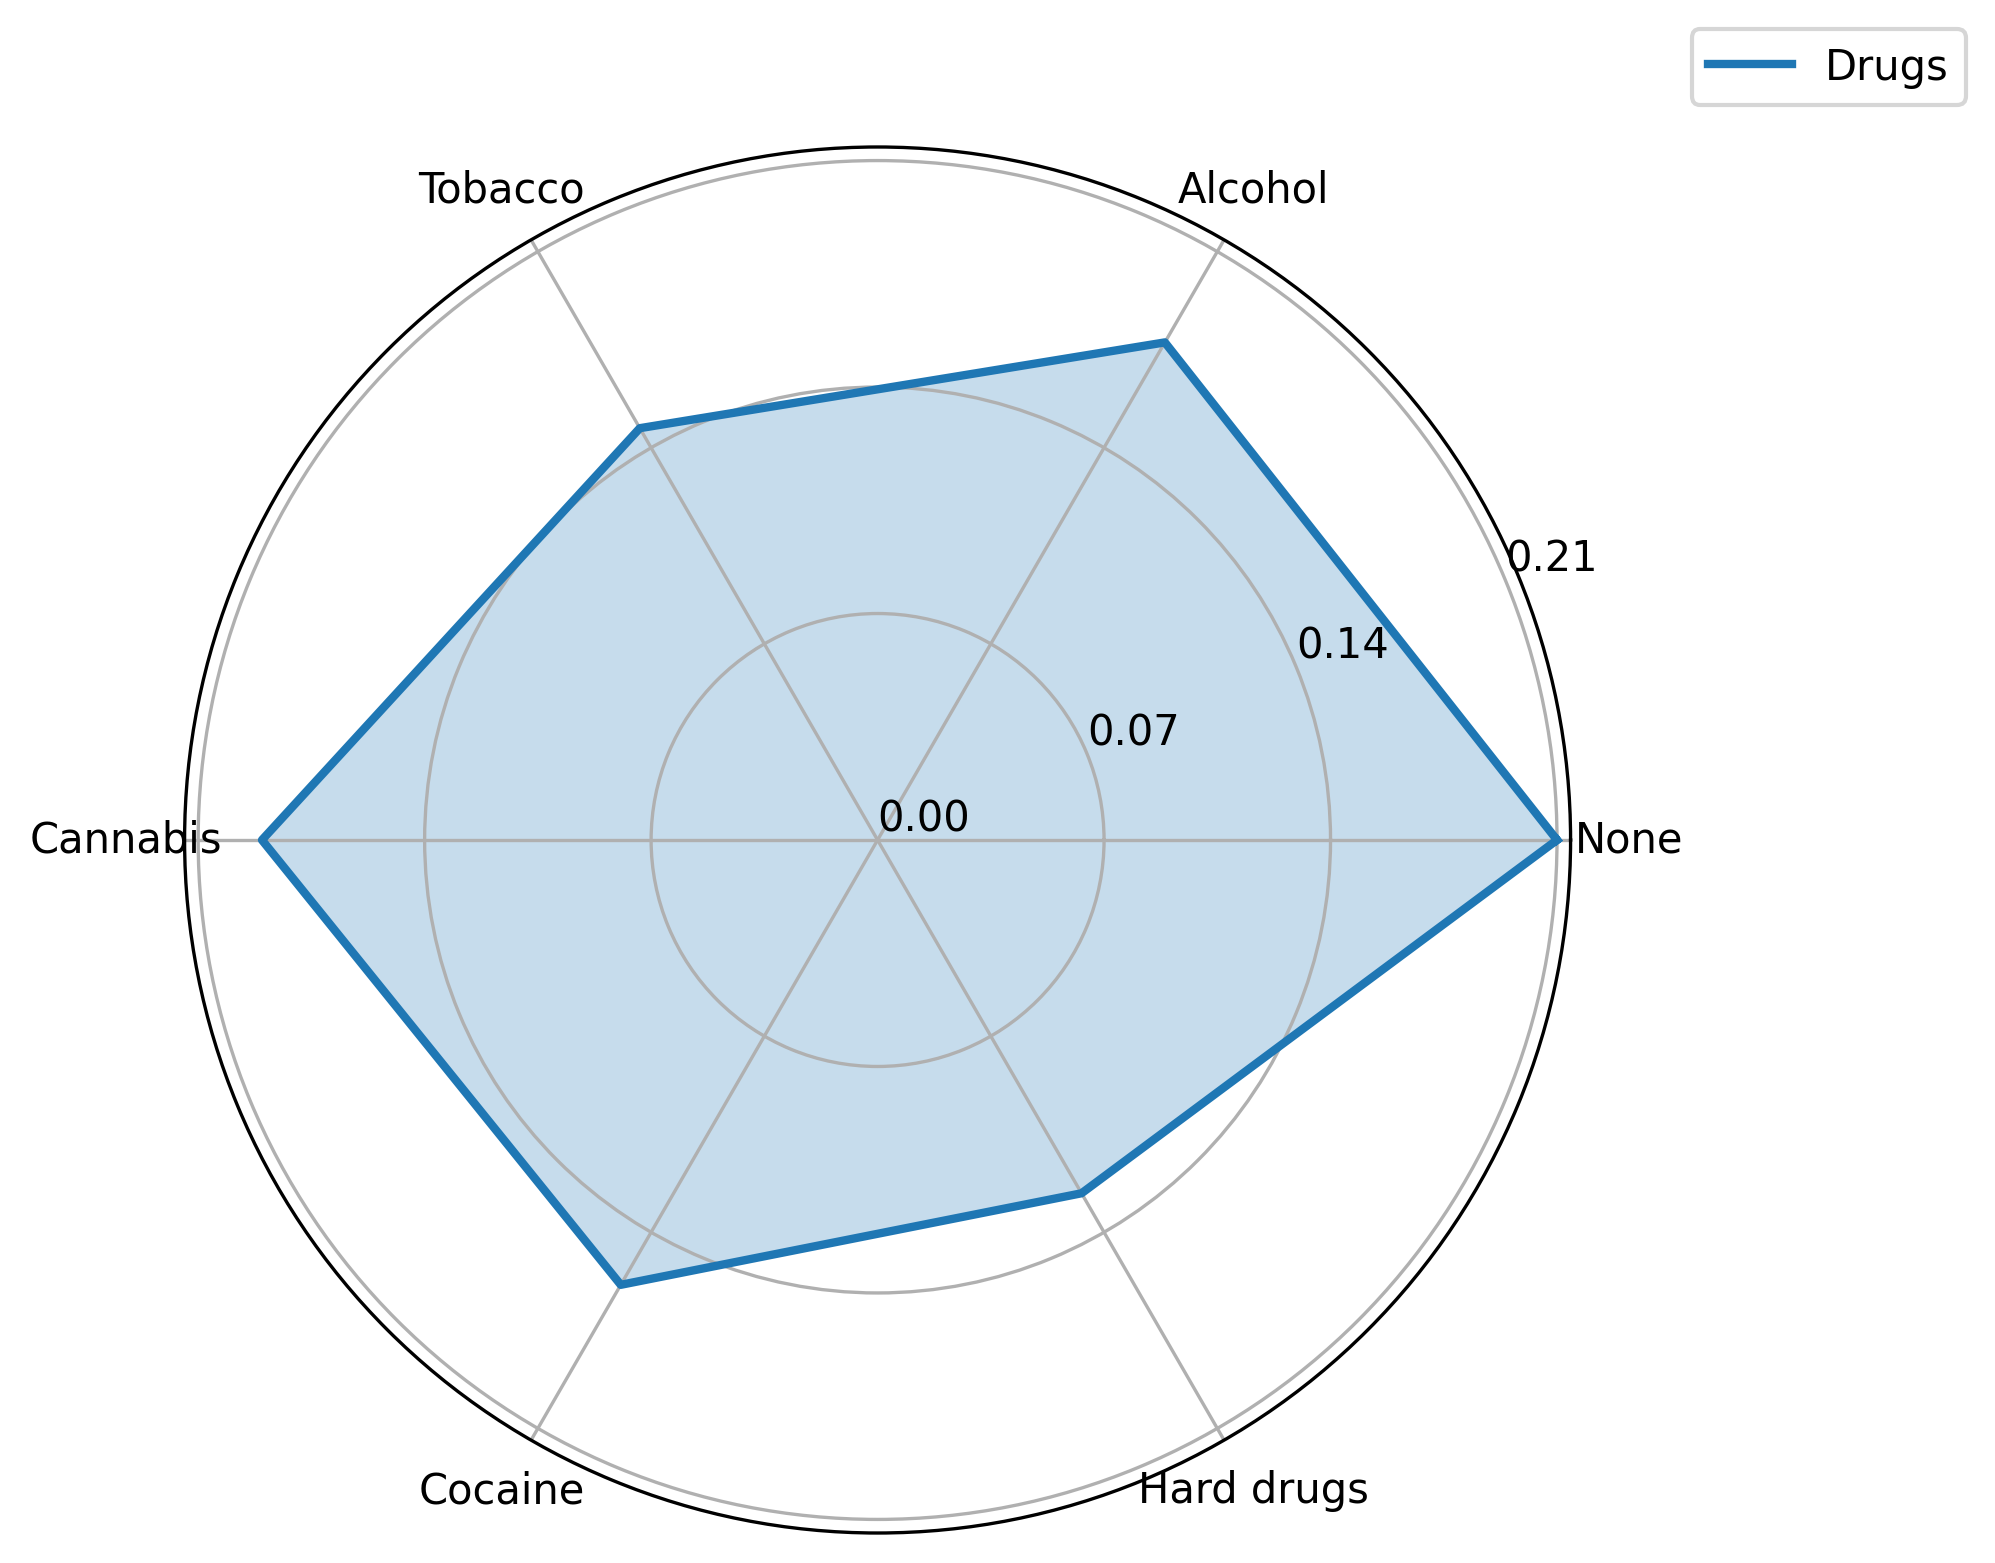 Drugs
Tobacco
Alcohol
0.21
0.14
0.07
0.00
Cannabis
None
Cocaine
Hard drugs